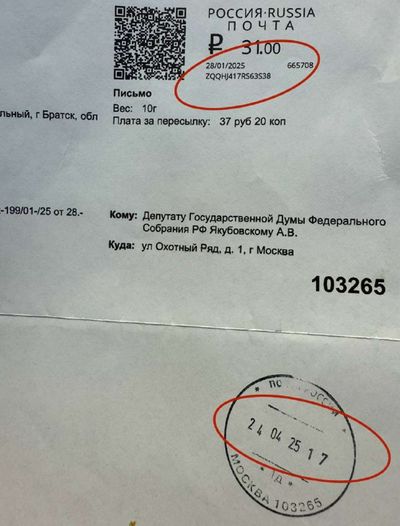 РОССИЯ·RUSSIA
ПОЧТА
₽ 31.00
28/01/2025 665708
ZQQHJ417RS63S38
Письмо
Вес: 10г
Плата за пересылку: 37 руб 20 коп
льный, г Братск, обл
-199/01-/25 от 28.-
Кому: Депутату Государственной Думы Федерального
Собрания РФ Якубовскому А.В.
Куда: ул Охотный Ряд, д. 1, г Москва
103265
24 04 25 17
МОСКВА 103265